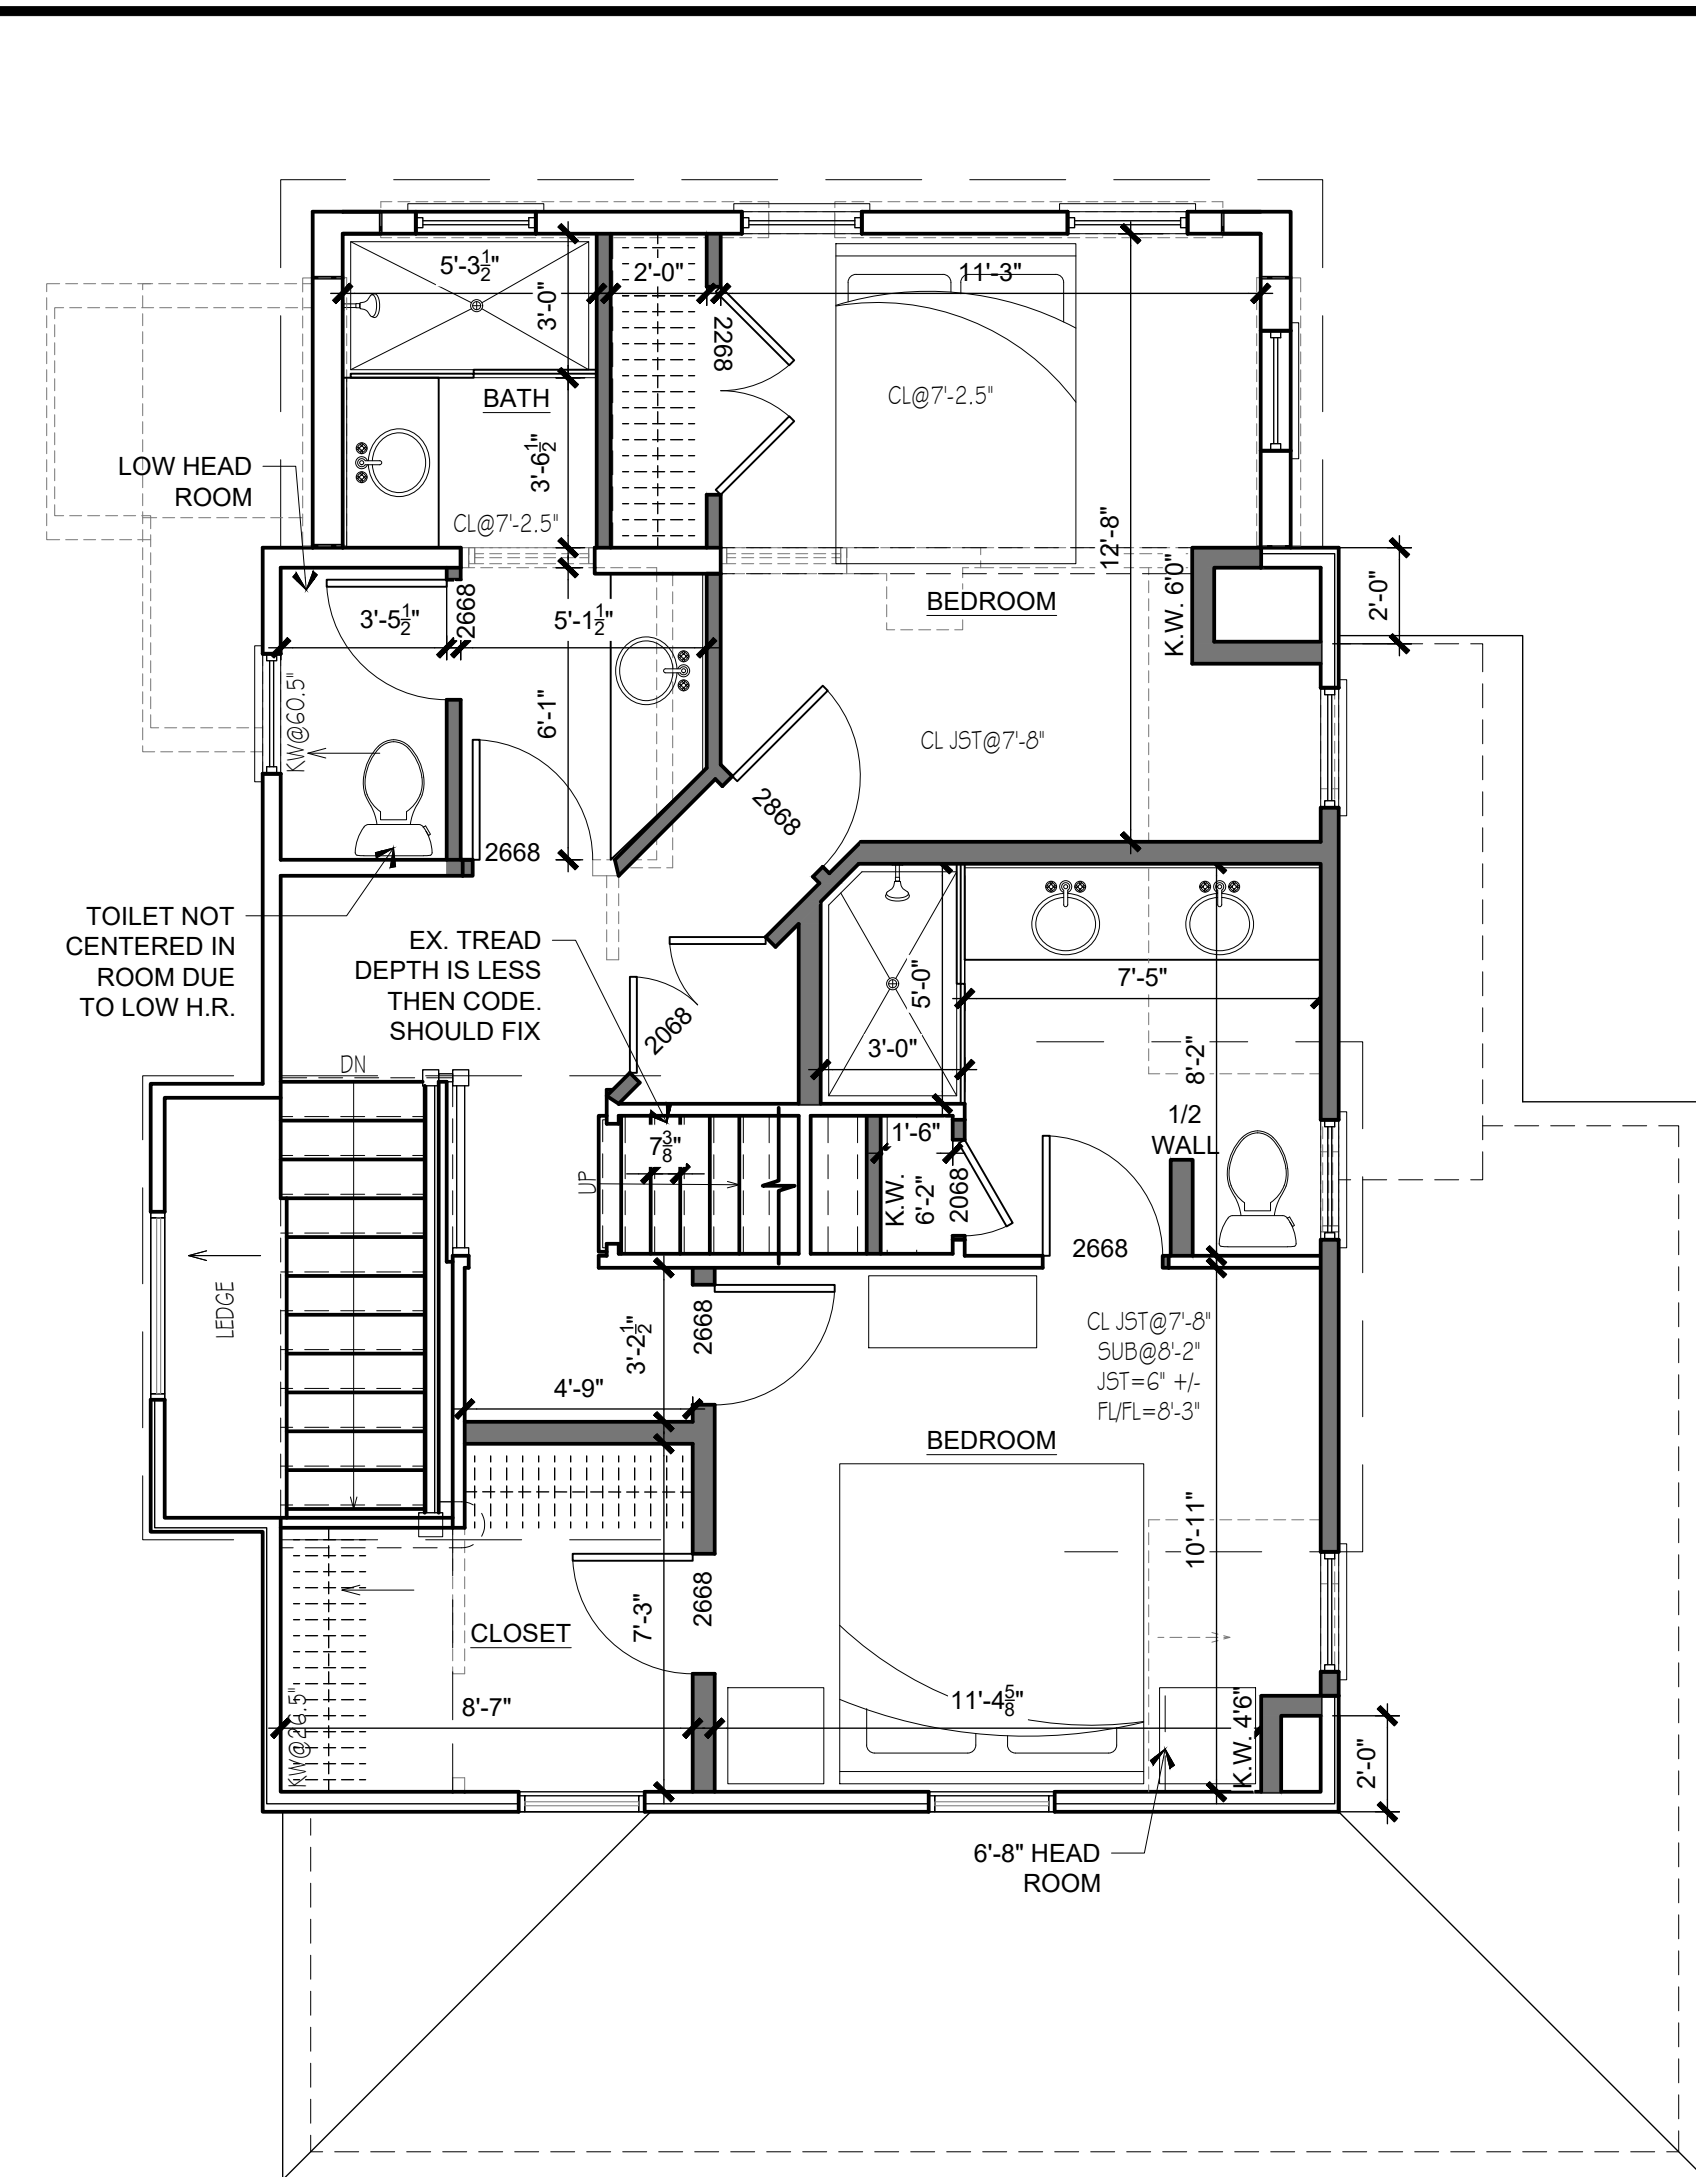 5'-3½"
2'-0"
11'-3"
3'-0"
2268
BATH
CL@7'-2.5"
LOW HEAD
ROOM
3'-6½"
CL@7'-2.5"
12'-8"
K.W. 6'0"
2'-0"
BEDROOM
3'-5½"
2668
5'-1½"
KW@60.5"
6'-1"
CL JST@7'-8"
2868
2668
TOILET NOT
CENTERED IN
ROOM DUE
TO LOW H.R.
EX. TREAD
DEPTH IS LESS
THEN CODE.
SHOULD FIX
2068
5'-0"
7'-5"
3'-0"
8'-2"
DN
1/2
WALL
7⅜"
1'-6"
UP
K.W.
6'-2"
2068
2668
LEDGE
3'-2½"
2668
4'-9"
CL JST@7'-8"
SUB@8'-2"
JST=6" +/-
FL/FL=8'-3"
BEDROOM
10'-11"
CLOSET
7'-3"
2668
KW@26.5"
8'-7"
11'-4⅝"
K.W. 4'6"
2'-0"
6'-8" HEAD
ROOM